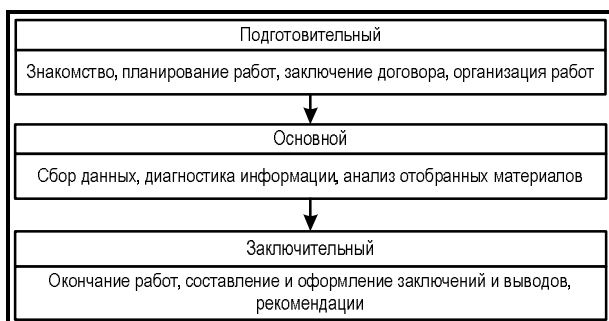 Подготовительный
Знакомство, планирование работ, заключение договора, организация работ
Основной
Сбор данных, диагностика информации, анализ отобранных материалов
Заключительный
Окончание работ, составление и оформление заключений и выводов,
рекомендации